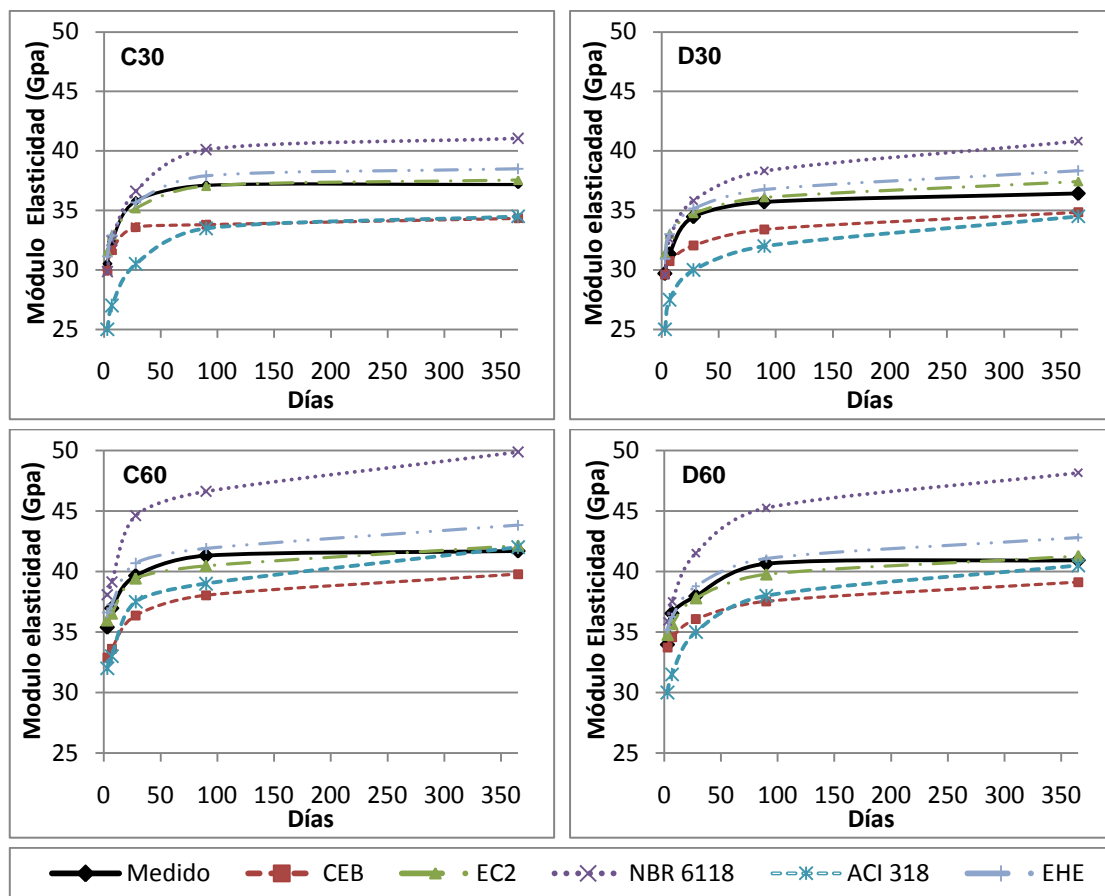 C30
Módulo Elasticidad (Gpa)
50
45
40
35
30
25
0 50 100 150 200 250 300 350
Días
D30
Módulo elasticadad (Gpa)
50
45
40
35
30
25
0 50 100 150 200 250 300 350
Días
C60
Modulo elasticidad (Gpa)
50
45
40
35
30
25
0 50 100 150 200 250 300 350
Días
D60
Módulo Elasticidad (Gpa)
50
45
40
35
30
25
0 50 100 150 200 250 300 350
Días
Medido CEB EC2 NBR 6118 ACI 318 EHE